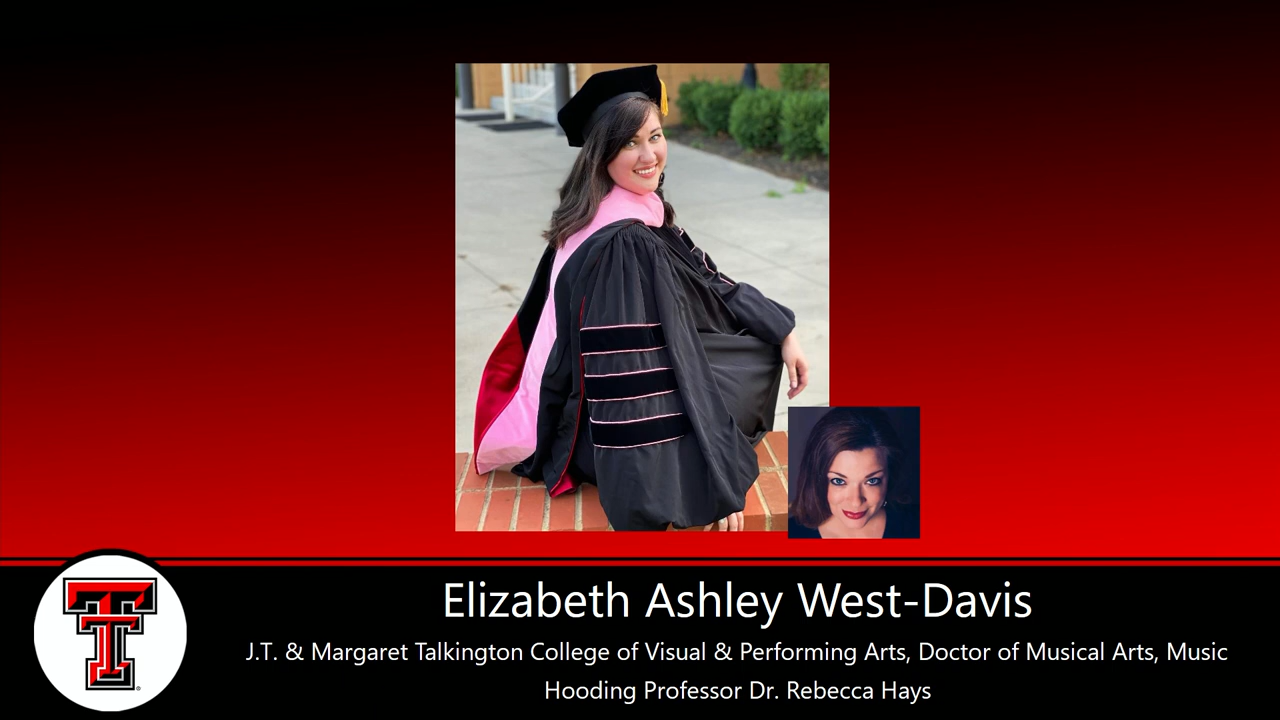 Elizabeth Ashley West-Davis
J.T. & Margaret Talkington College of Visual & Performing Arts, Doctor of Musical Arts, Music
Hooding Professor Dr. Rebecca Hays